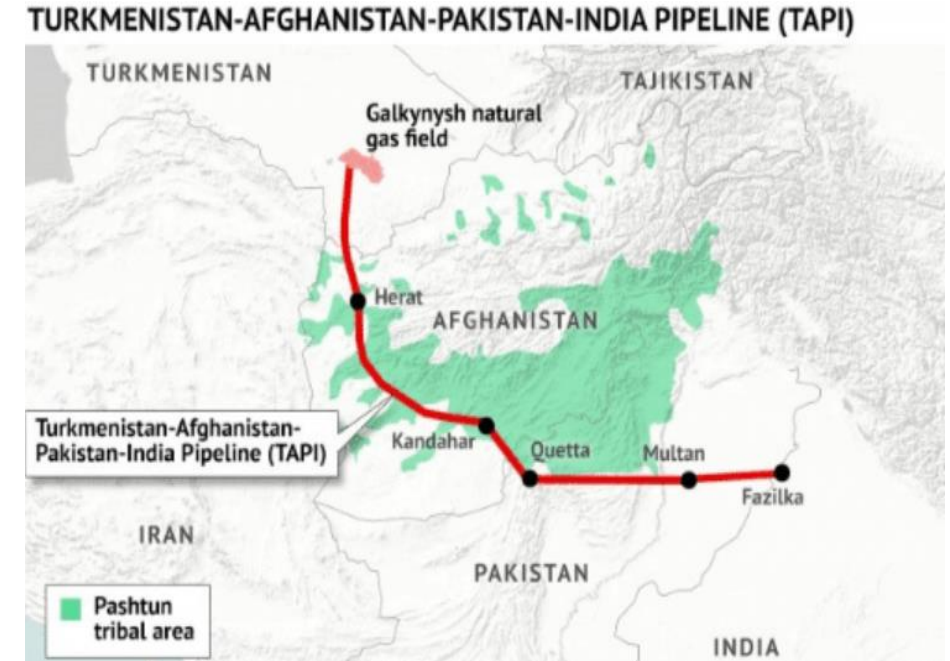 TURKMENISTAN-AFGHANISTAN-PAKISTAN-INDIA PIPELINE (TAPI)
TURKMENISTAN
TAJIKISTAN
Galkynysh natural
gas field
Herat
AFGHANISTAN
Turkmenistan-Afghanistan-
Pakistan-India Pipeline (TAPI)
Kandahar
Quetta
Multan
Fazilka
IRAN
PAKISTAN
Pashtun
tribal area
INDIA